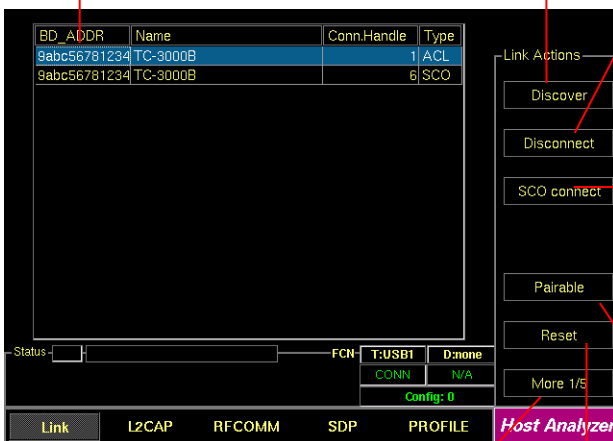 BD_ADDR Name Conn.Handle Type
9abc56781234 TC-3000B 1 ACL
9abc56781234 TC-3000B 6 SCO
Link Actions
Discover
Disconnect
SCO connect
Pairable
Reset
More 1/5
Status
FCN T:USB1 D:none
CONN N/A
Config: 0
Link L2CAP RFCOMM SDP PROFILE Host Analyzer